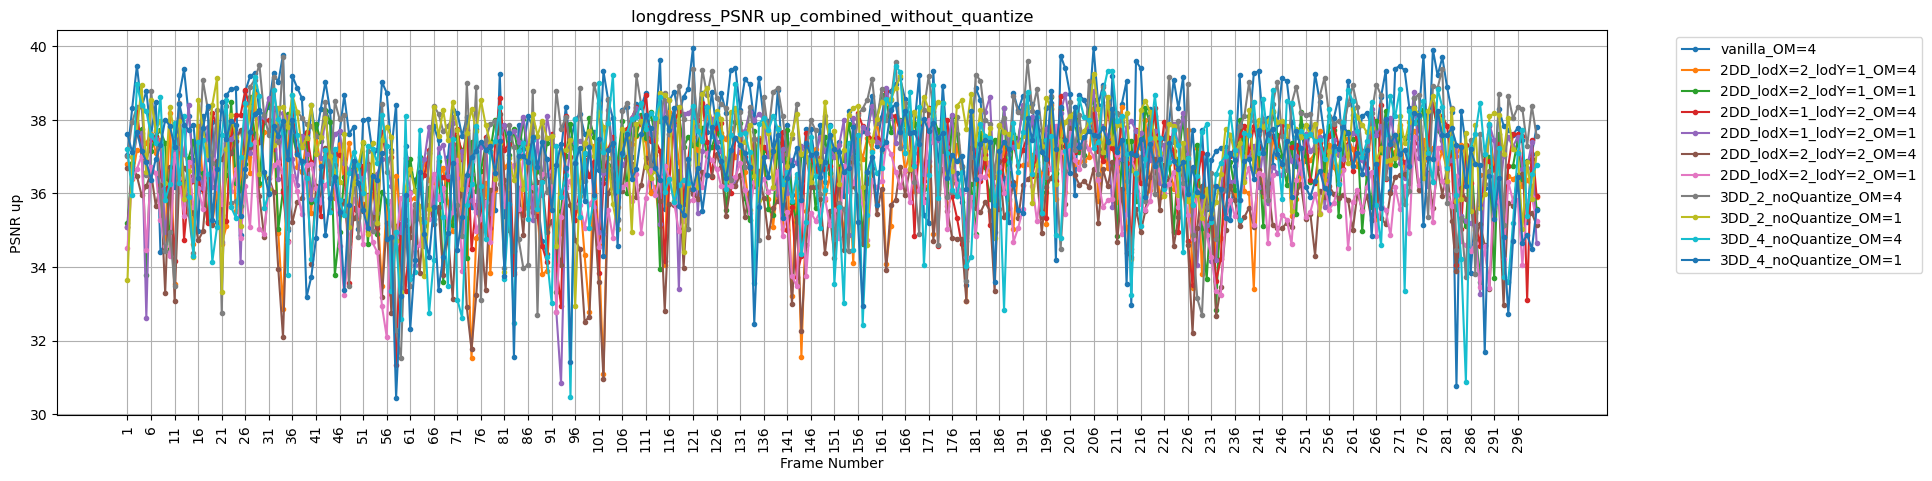 longdress_PSNR up_combined_without_quantize
PSNR up
40
38
36
34
32
30
1 6 11 16 21 26 31 36 41 46 51 56 61 66 71 76 81 86 91 96 101 106 111 116 121 126 131 136 141 146 151 156 161 166 171 176 181 186 191 196 201 206 211 216 221 226 231 236 241 246 251 256 261 266 271 276 281 286 291 296
Frame Number
vanilla_OM=4
2DD_lodX=2_lodY=1_OM=4
2DD_lodX=2_lodY=1_OM=1
2DD_lodX=1_lodY=2_OM=4
2DD_lodX=1_lodY=2_OM=1
2DD_lodX=2_lodY=2_OM=4
2DD_lodX=2_lodY=2_OM=1
3DD_2_noQuantize_OM=4
3DD_2_noQuantize_OM=1
3DD_4_noQuantize_OM=4
3DD_4_noQuantize_OM=1